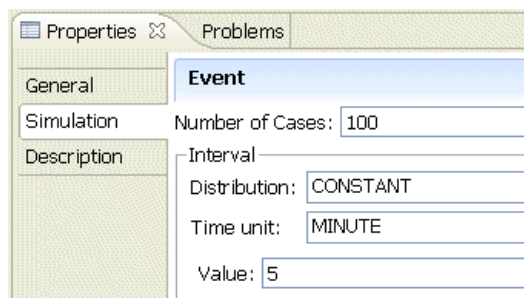 Properties Problems
General
Simulation
Description
Event
Number of Cases: 100
Interval
Distribution: CONSTANT
Time unit: MINUTE
Value: 5